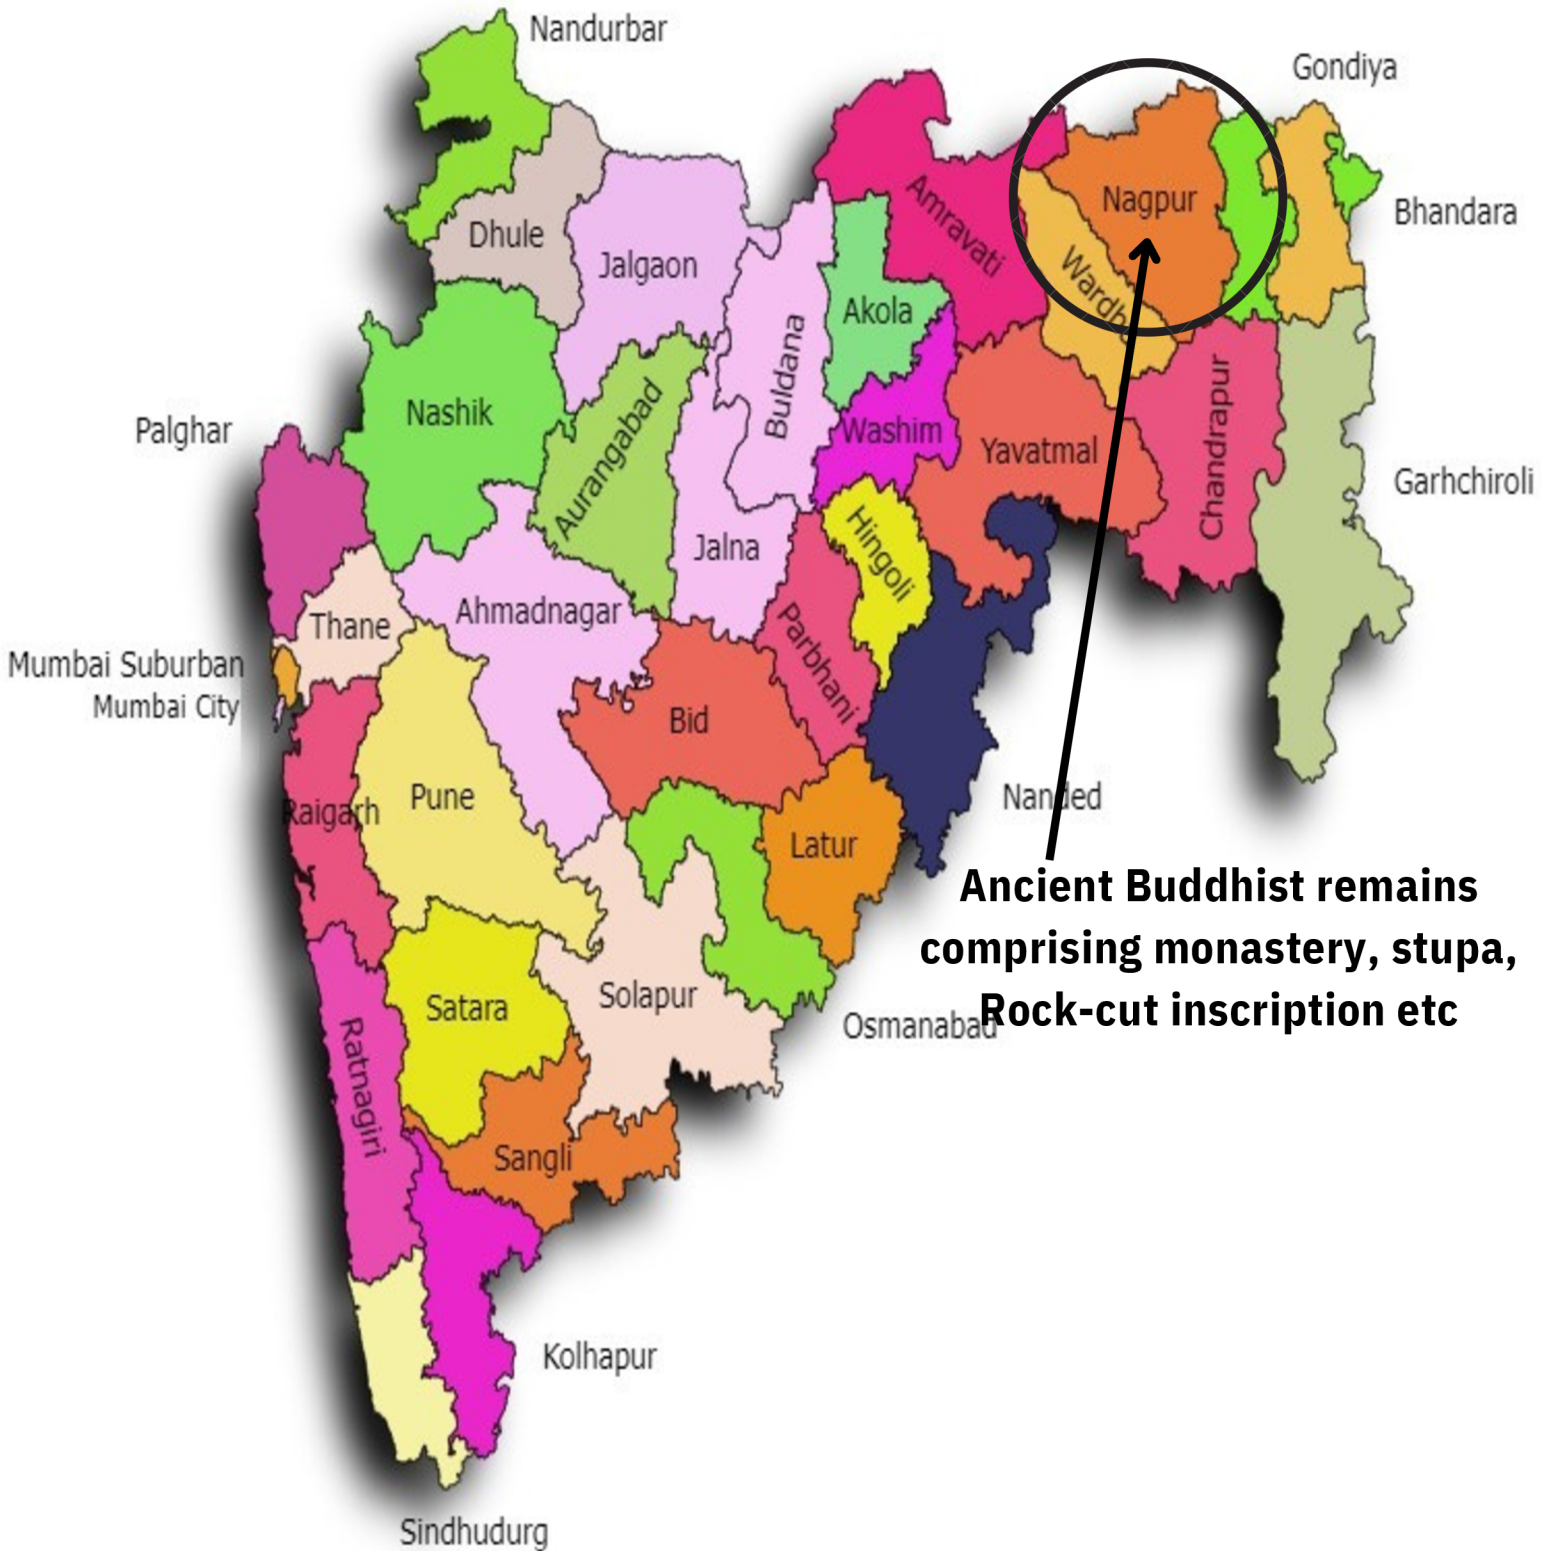 Nandurbar
Gondiya
Dhule
Jalgaon
Amravati
Nagpur
Bhandara
Wardh
Akola
Buldana
Nashik
Palghar
Aurangabad
Washim
Yavatmal
Chandrapur
Garhchiroli
Jalna
Hingoli
Ahmadnagar
Thane
Parbhani
Mumbai Suburban
Mumbai City
Bid
Raigarh
Pune
Nanded
Latur
Ancient Buddhist remains
comprising monastery, stupa,
Rock-cut inscription etc
Satara
Solapur
Osmanabad
Ratnagiri
Sangli
Kolhapur
Sindhudurg